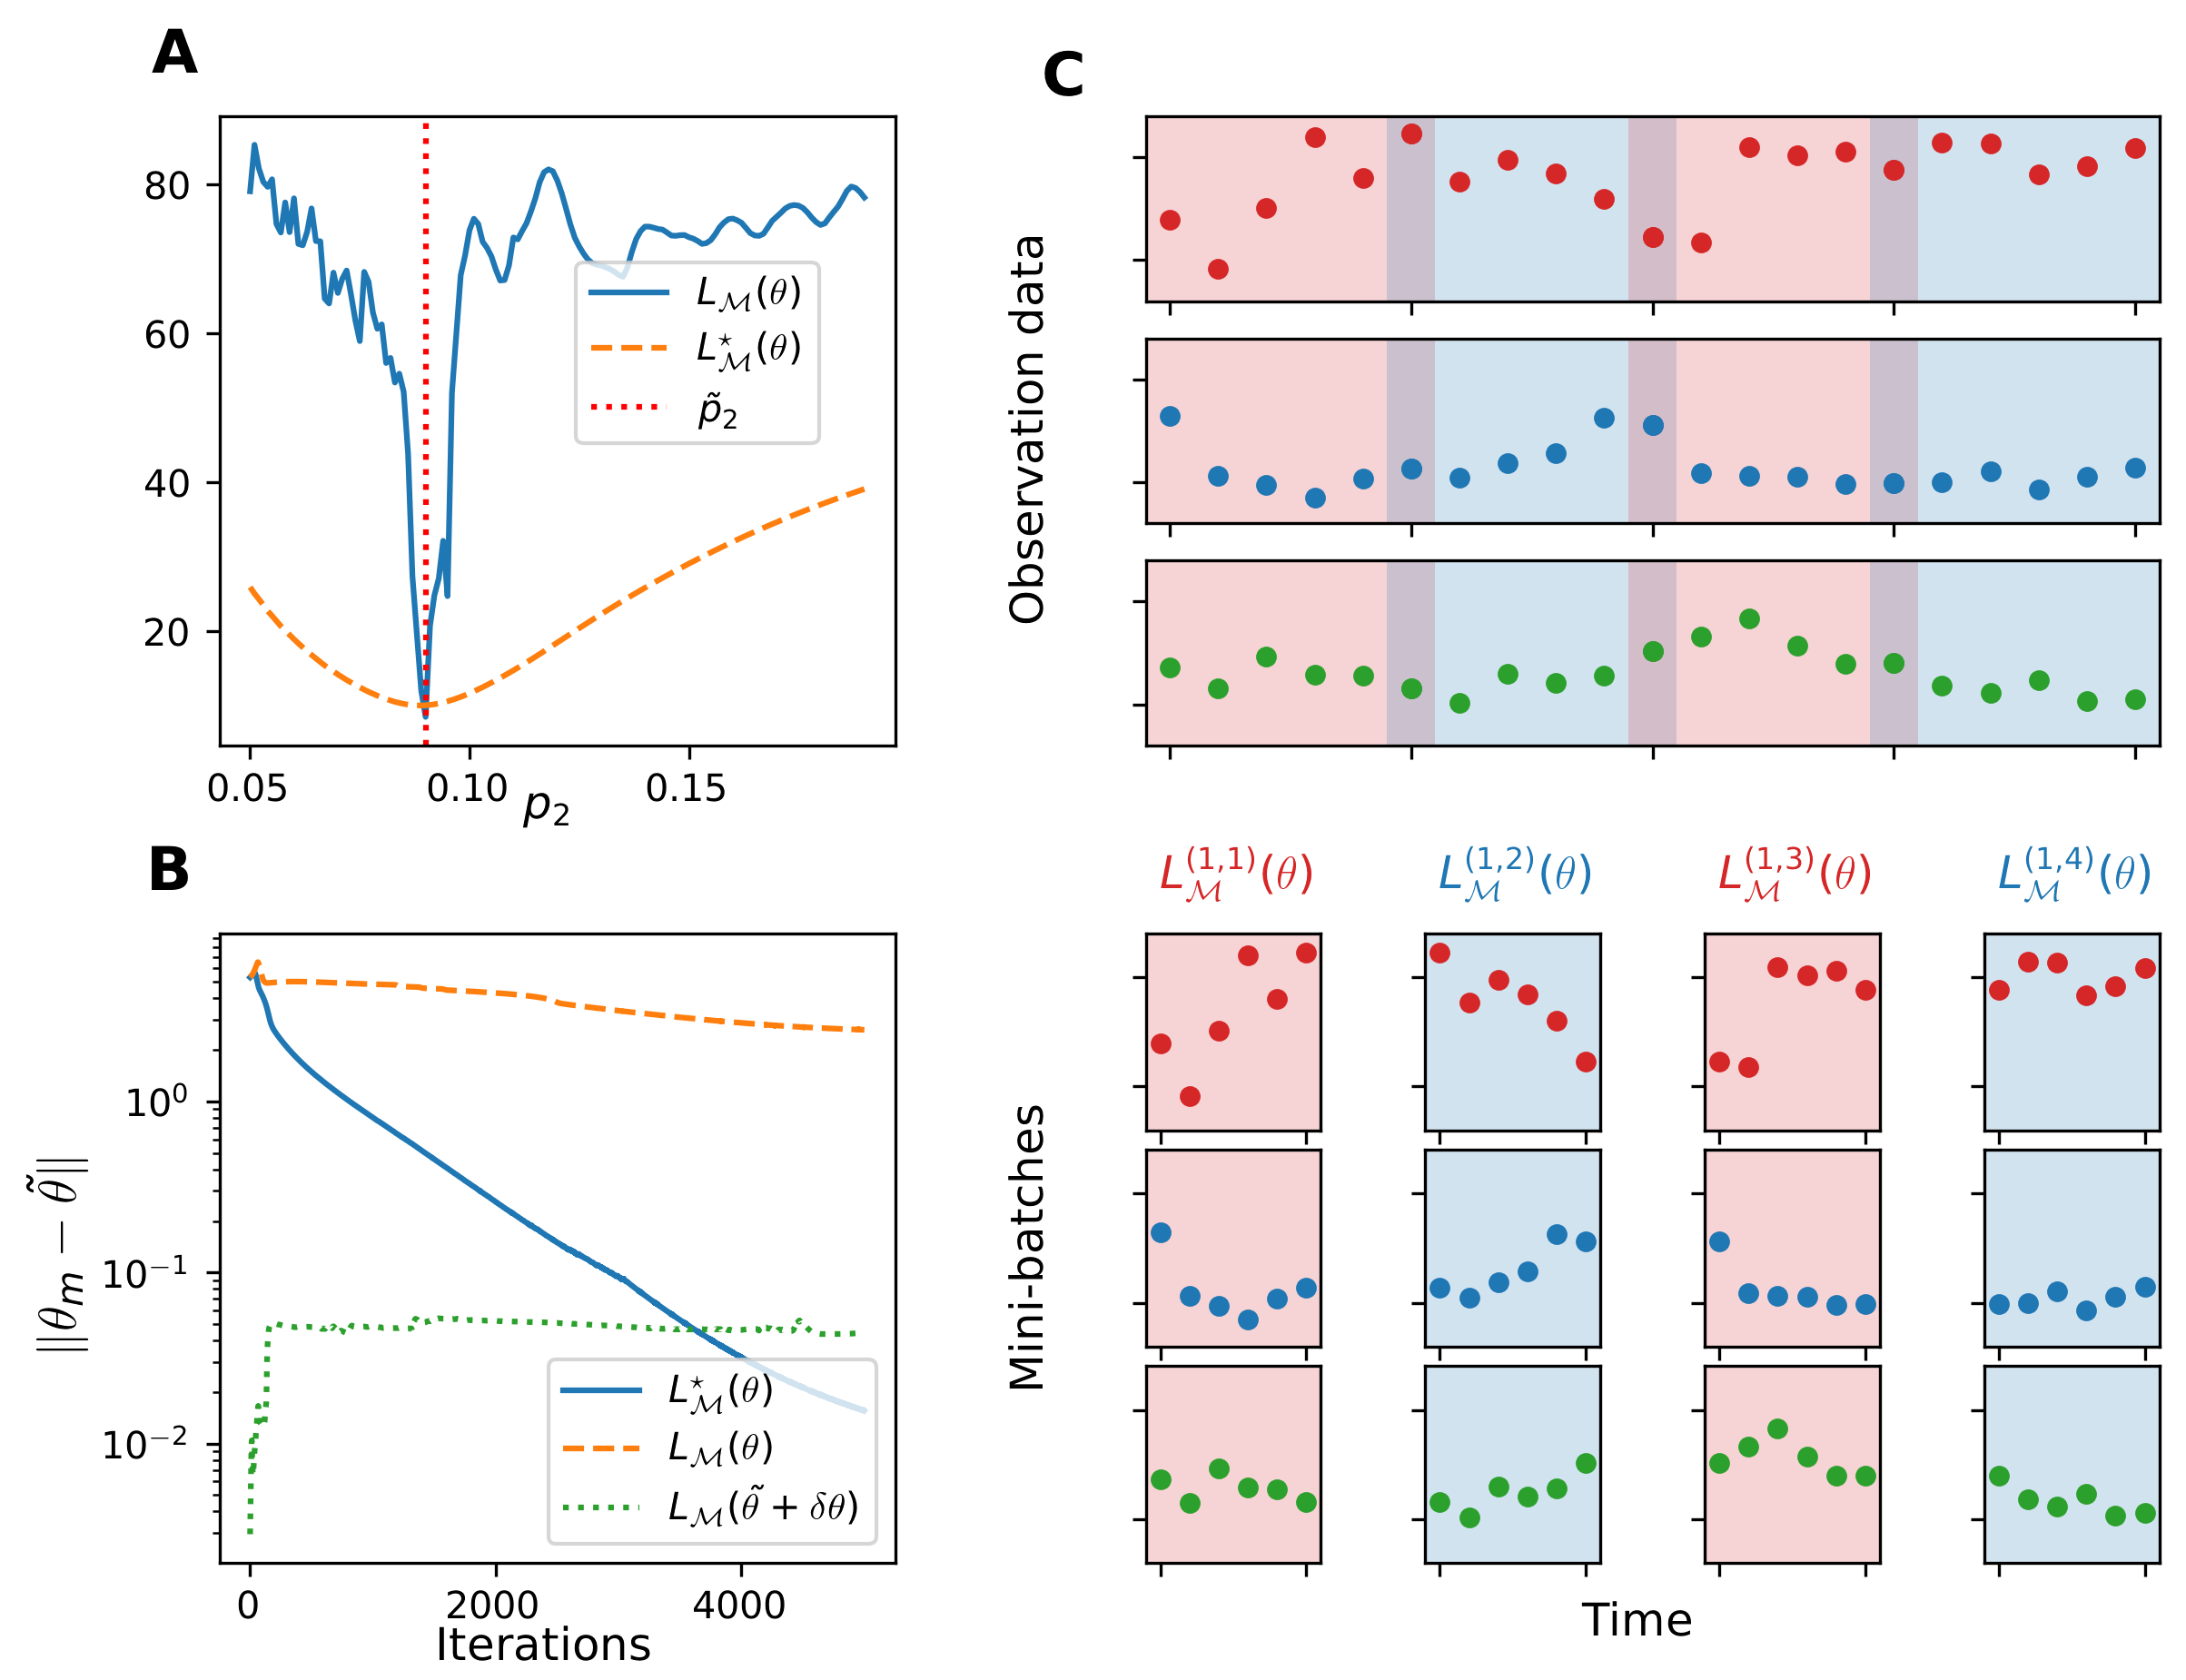 A
80
60
40
20
0.05
0.10
0.15
p₂
L_ℳ(θ)
L*_ℳ(θ)
p̃₂
B
‖θₘ − θ̃‖
10⁰
10⁻¹
10⁻²
0
2000
4000
Iterations
L*_ℳ(θ)
L_ℳ(θ)
L_ℳ(θ̃ + δθ)
C
Observation data
L_ℳ^(1,1)(θ)
L_ℳ^(1,2)(θ)
L_ℳ^(1,3)(θ)
L_ℳ^(1,4)(θ)
Mini-batches
Time